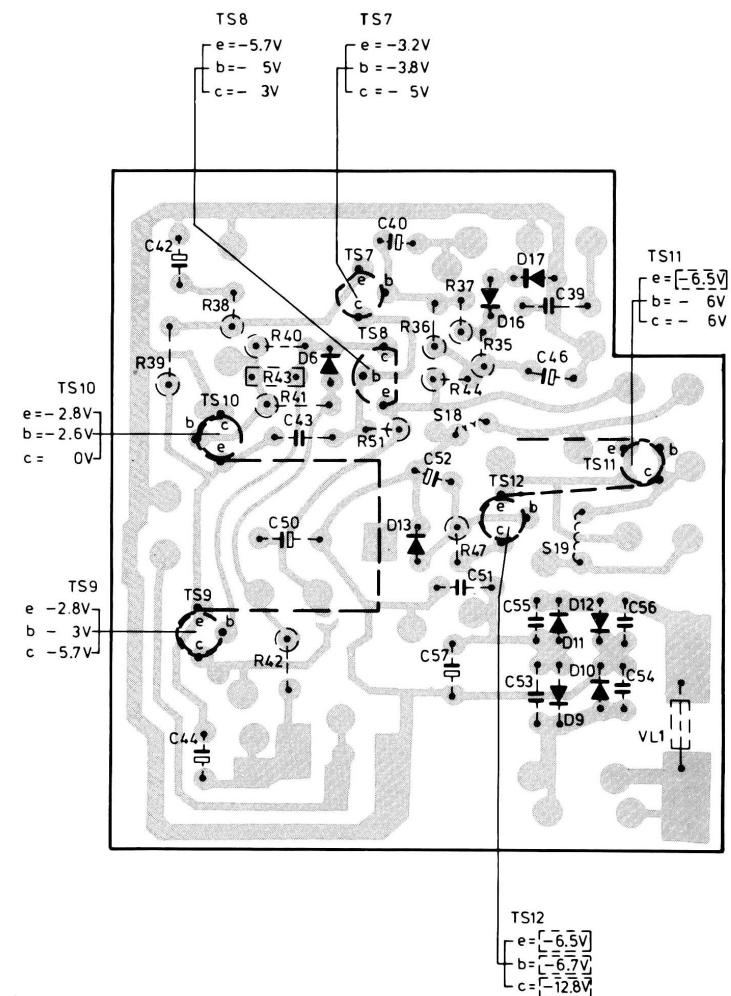 TS8
e=-5.7V
b=- 5V
c=- 3V
TS7
e=-3.2V
b=-3.8V
c=- 5V
C42
C40
TS7
e
b
c
D17
TS11
e=-6.5V
b=- 6V
c=- 6V
R37
C39
R38
D16
R36
R40
TS8
c
b
e
R35
D6
R39
R43
C46
R44
TS10
e=-2.8V
b=-2.6V
c= 0V
TS10
b
c
e
R41
C43
R51
S18
e
b
c
TS11
C52
TS12
e
b
c
C50
D13
R47
S19
C51
TS9
e -2.8V
b - 3V
c -5.7V
TS9
e
b
c
C55
D12
C56
D11
R42
C57
C53
D10
C54
D9
C44
VL1
TS12
e=-6.5V
b=-6.7V
c=-12.8V